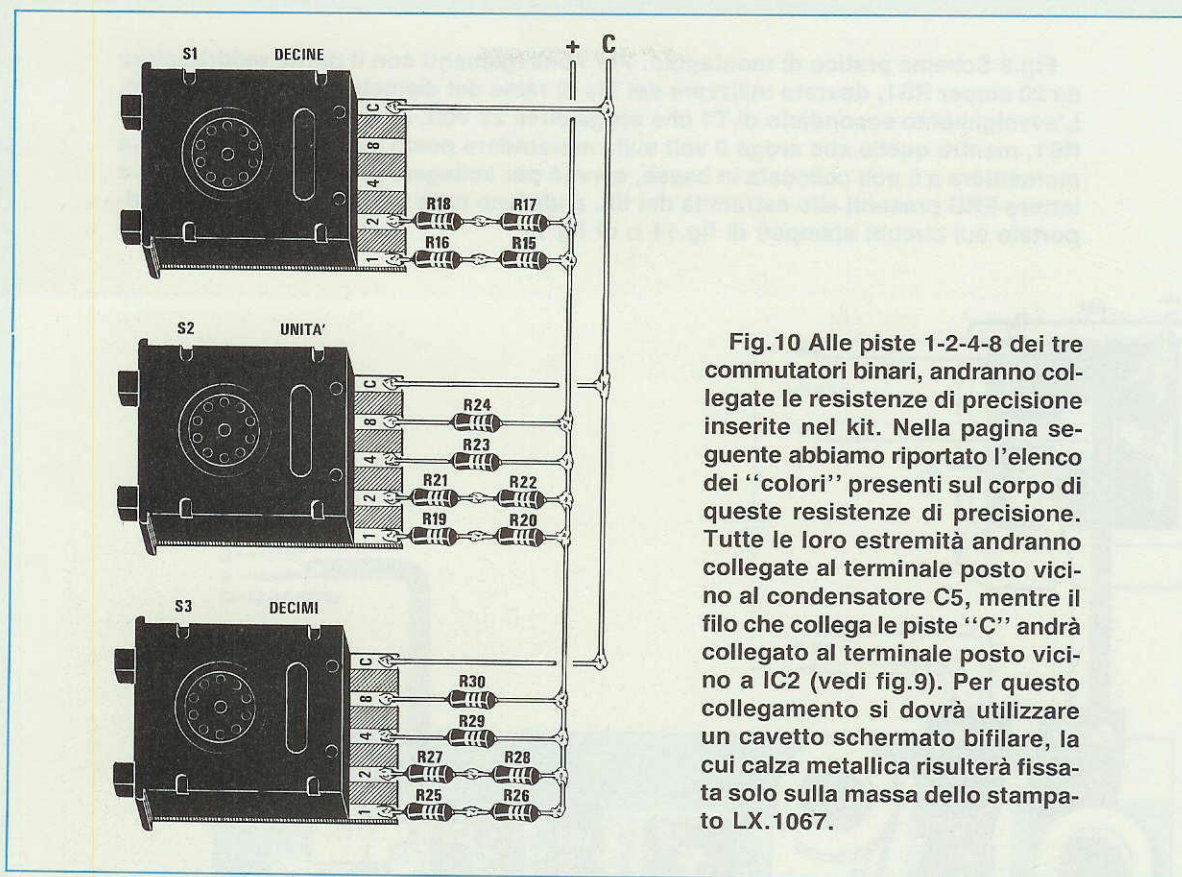 + C
S1 DECINE
C
8
4
2 R18 R17
1 R16 R15
S2 UNITA'
C
8 R24
4 R23
2 R21 R22
1 R19 R20
S3 DECIMI
C
8 R30
4 R29
2 R27 R28
1 R25 R26
Fig.10 Alle piste 1-2-4-8 dei tre
commutatori binari, andranno col-
legate le resistenze di precisione
inserite nel kit. Nella pagina se-
guente abbiamo riportato l'elenco
dei ''colori'' presenti sul corpo di
queste resistenze di precisione.
Tutte le loro estremità andranno
collegate al terminale posto vici-
no al condensatore C5, mentre il
filo che collega le piste ''C'' andrà
collegato al terminale posto vici-
no a IC2 (vedi fig.9). Per questo
collegamento si dovrà utilizzare
un cavetto schermato bifilare, la
cui calza metallica risulterà fissa-
ta solo sulla massa dello stampa-
to LX.1067.